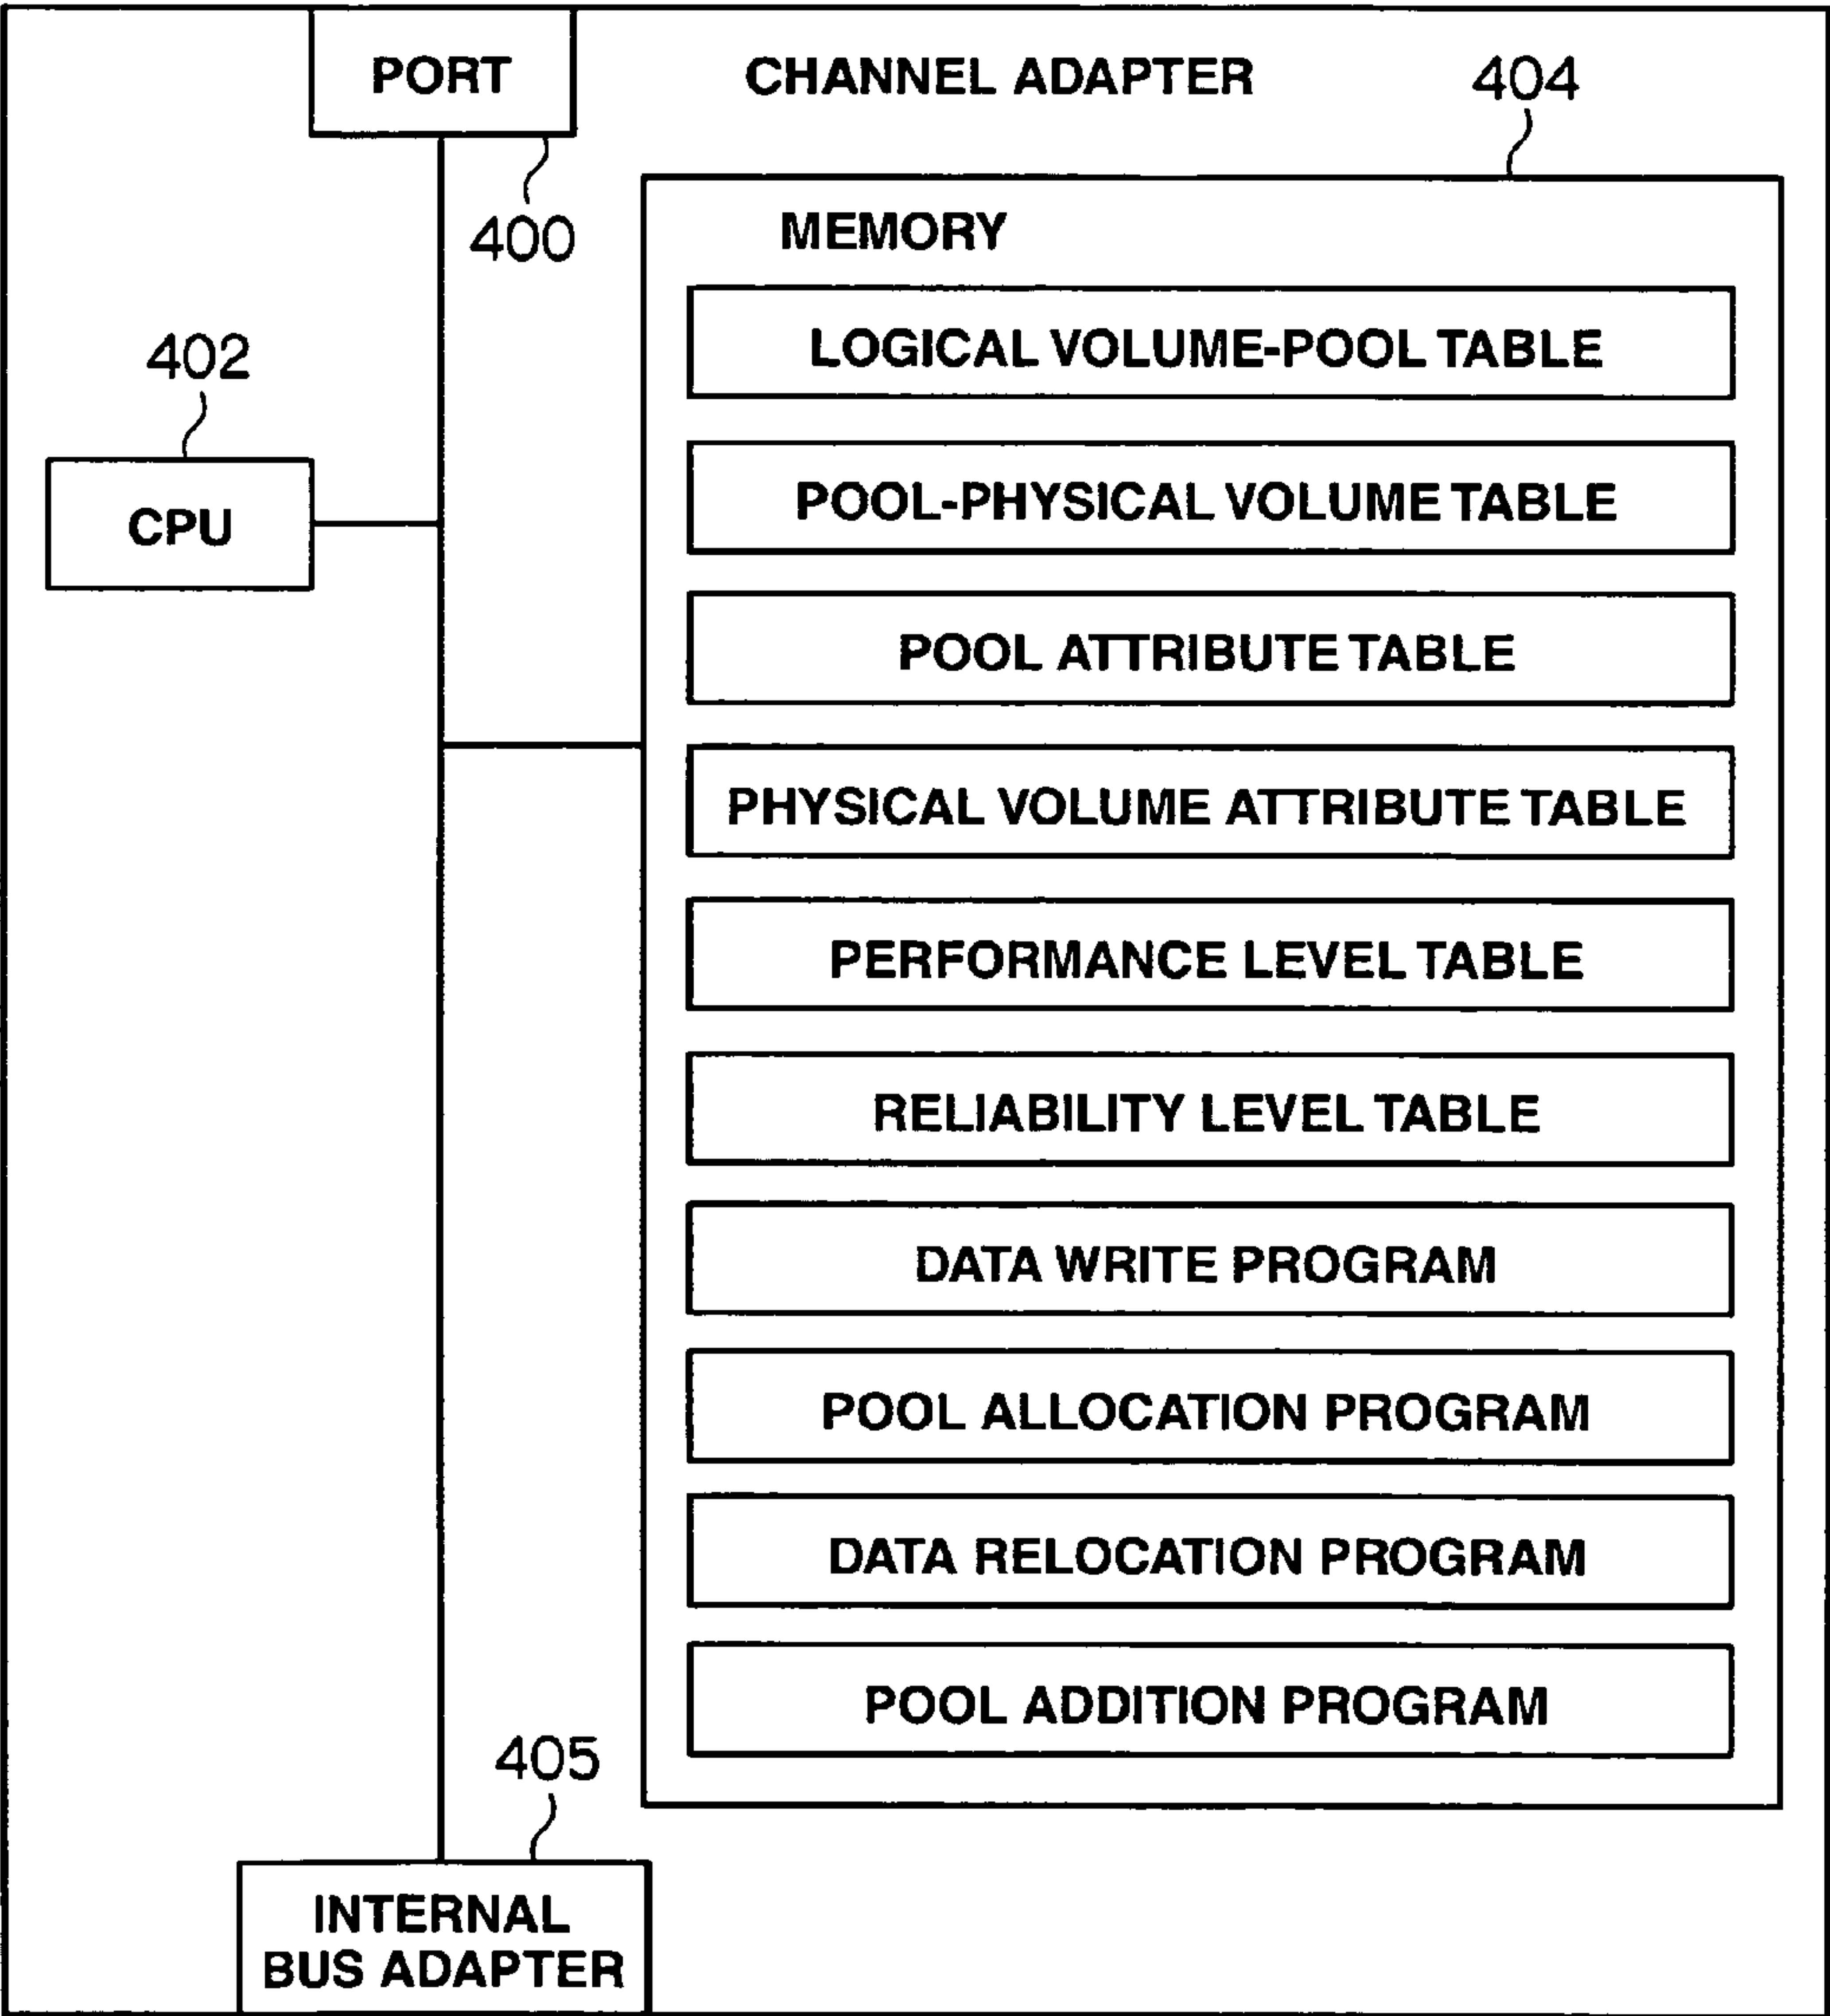 PORT
CHANNEL ADAPTER
404
400
MEMORY
LOGICAL VOLUME-POOL TABLE
402
POOL-PHYSICAL VOLUME TABLE
CPU
POOL ATTRIBUTE TABLE
PHYSICAL VOLUME ATTRIBUTE TABLE
PERFORMANCE LEVEL TABLE
RELIABILITY LEVEL TABLE
DATA WRITE PROGRAM
POOL ALLOCATION PROGRAM
DATA RELOCATION PROGRAM
POOL ADDITION PROGRAM
405
INTERNAL
BUS ADAPTER